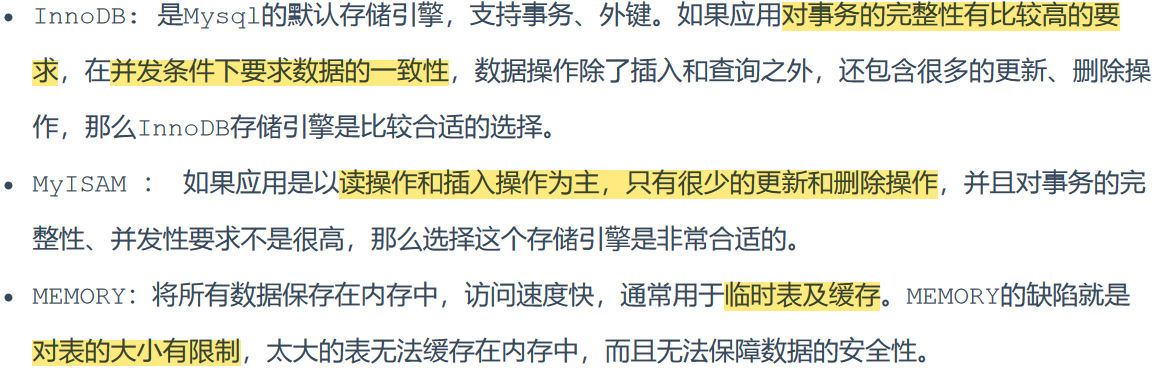 InnoDB: 是Mysql的默认存储引擎，支持事务、外键。如果应用对事务的完整性有比较高的要
求，在并发条件下要求数据的一致性，数据操作除了插入和查询之外，还包含很多的更新、删除操
作，那么InnoDB存储引擎是比较合适的选择。
MyISAM ： 如果应用是以读操作和插入操作为主，只有很少的更新和删除操作，并且对事务的完
整性、并发性要求不是很高，那么选择这个存储引擎是非常合适的。
MEMORY：将所有数据保存在内存中，访问速度快，通常用于临时表及缓存。MEMORY的缺陷就是
对表的大小有限制，太大的表无法缓存在内存中，而且无法保障数据的安全性。